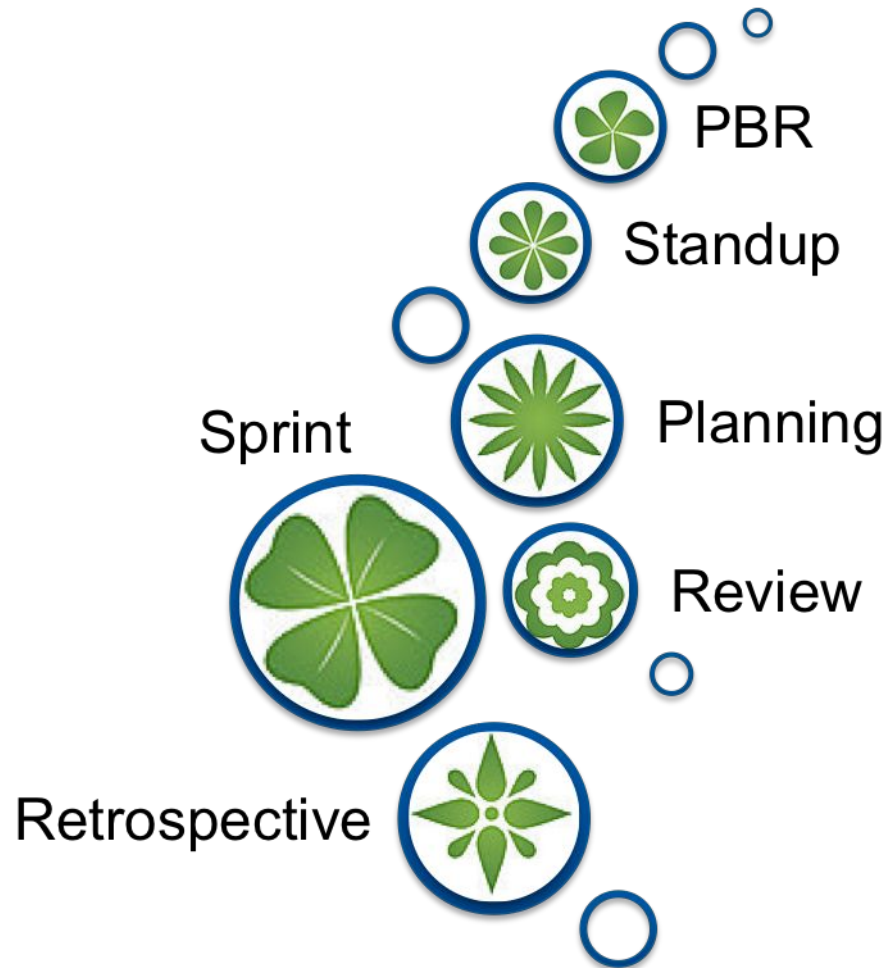 PBR
Standup
Planning
Sprint
Review
Retrospective